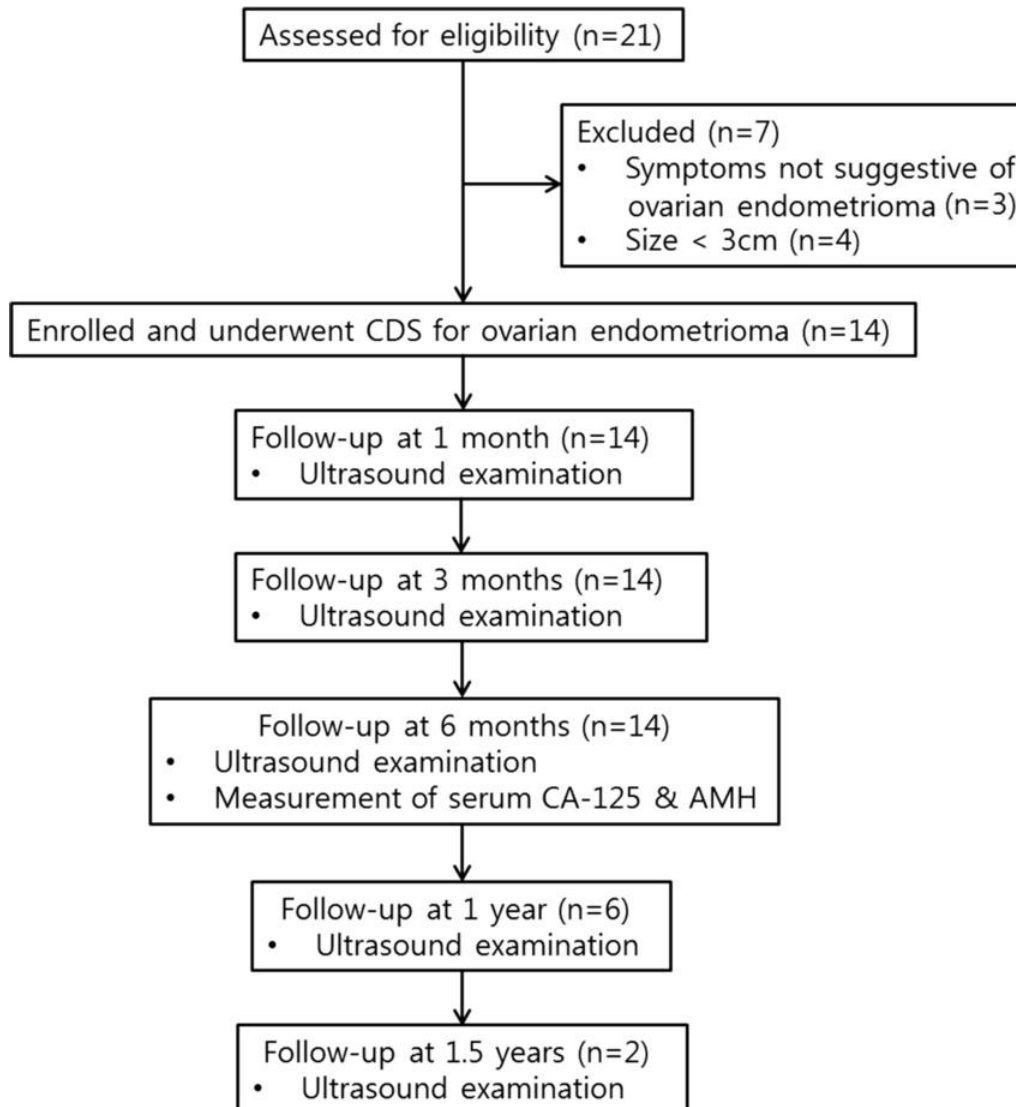 Assessed for eligibility (n=21)
Excluded (n=7)
• Symptoms not suggestive of
ovarian endometrioma (n=3)
• Size < 3cm (n=4)
Enrolled and underwent CDS for ovarian endometrioma (n=14)
Follow-up at 1 month (n=14)
• Ultrasound examination
Follow-up at 3 months (n=14)
• Ultrasound examination
Follow-up at 6 months (n=14)
• Ultrasound examination
• Measurement of serum CA-125 & AMH
Follow-up at 1 year (n=6)
• Ultrasound examination
Follow-up at 1.5 years (n=2)
• Ultrasound examination